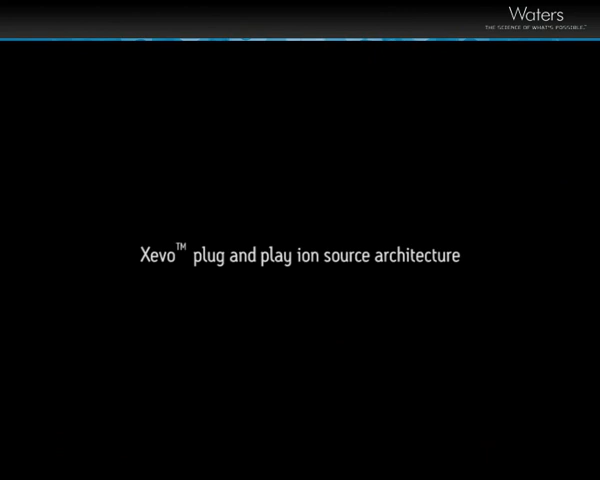 Waters
THE SCIENCE OF WHAT'S POSSIBLE.™
Xevo™ plug and play ion source architecture